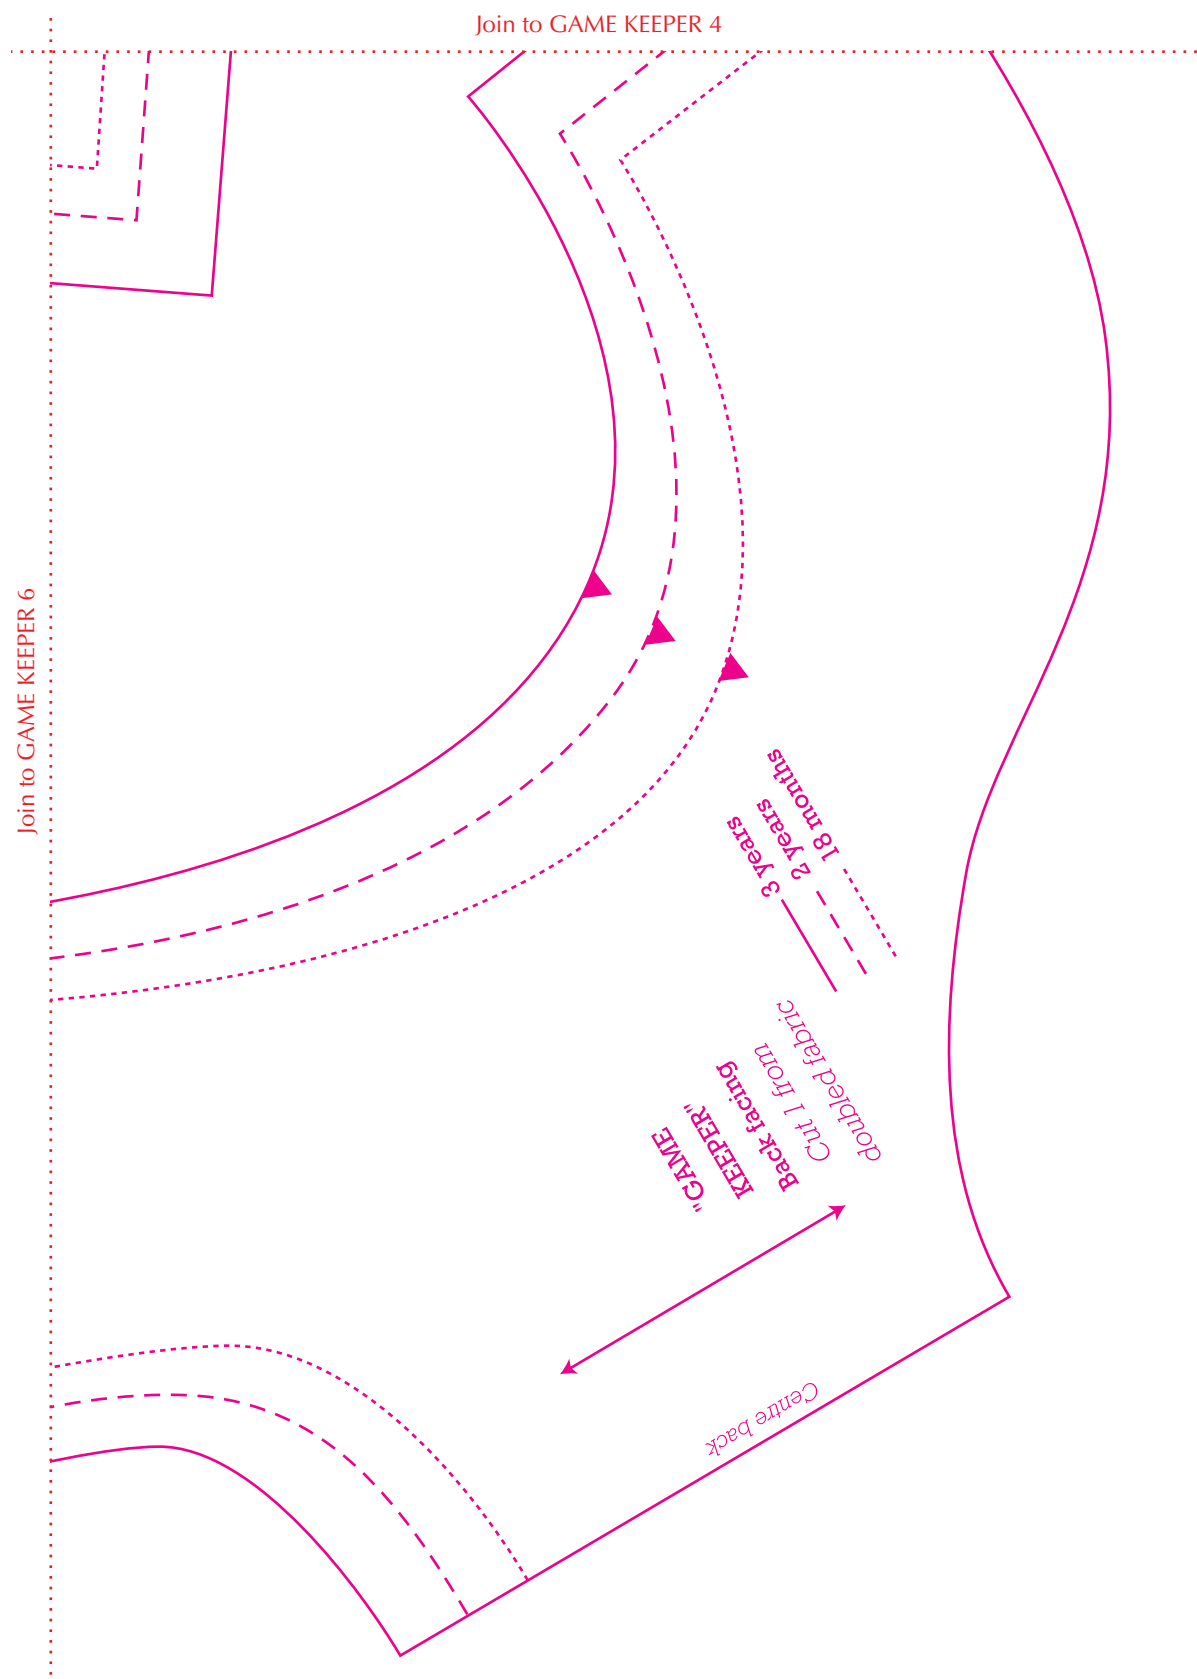 Join to GAME KEEPER 4
Join to GAME KEEPER 6
18 months
2 years
3 years
"GAME
KEEPER"
Back facing
Cut 1 from
doubled fabric
Centre back